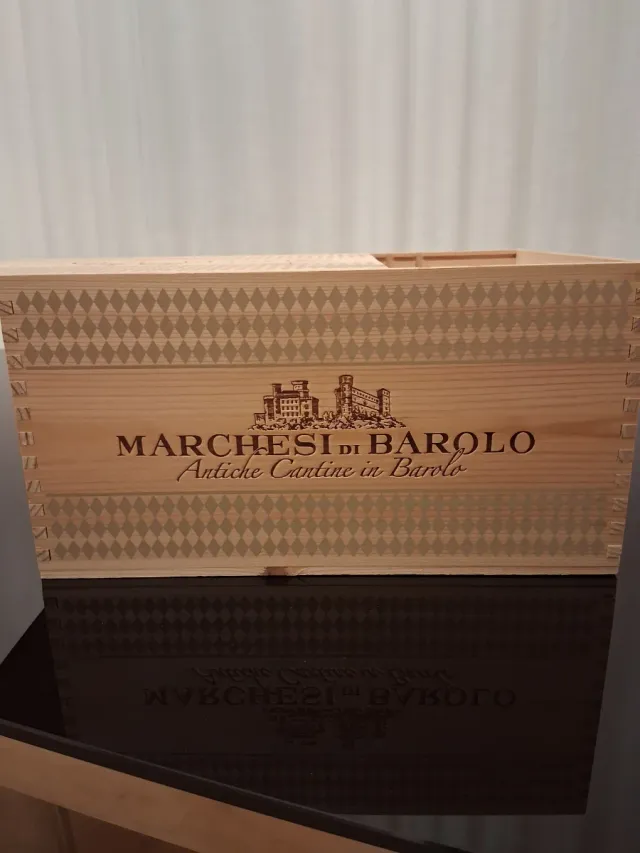 MARCHESI DI BAROLO
Antiche Cantine in Barolo